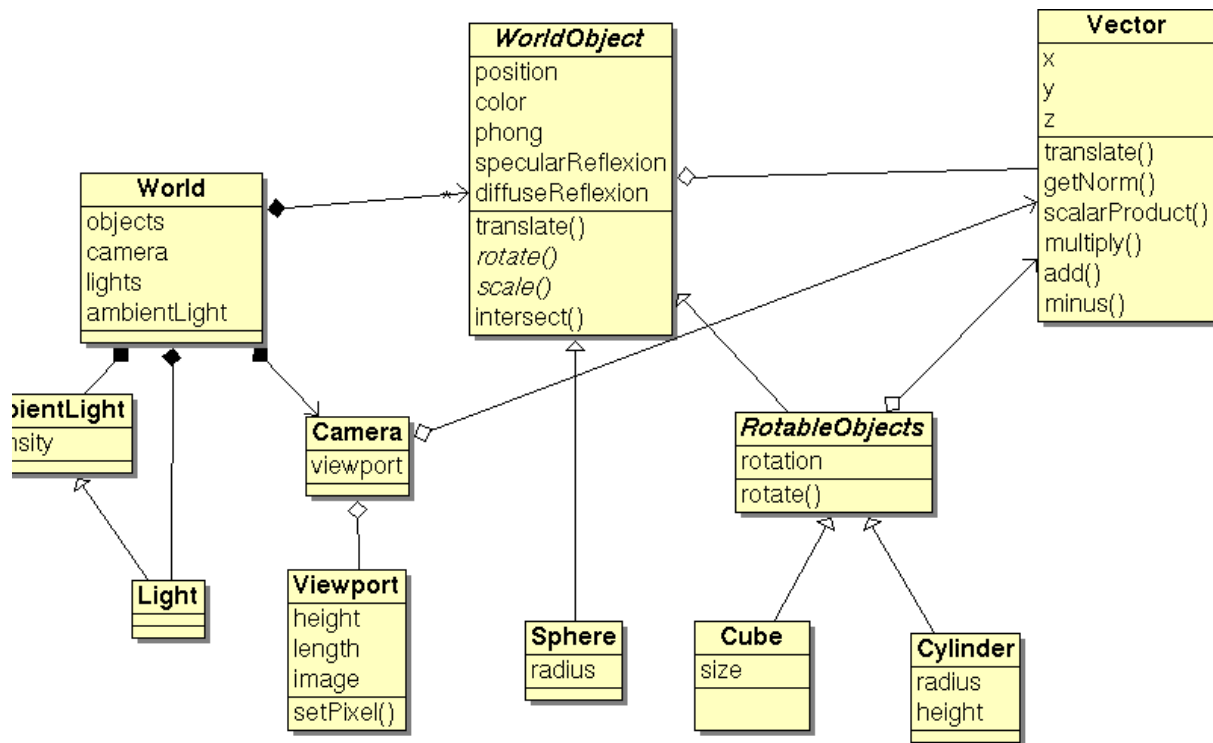 WorldObject
position
color
phong
specularReflexion
diffuseReflexion
translate()
rotate()
scale()
intersect()
Vector
x
y
z
translate()
getNorm()
scalarProduct()
multiply()
add()
minus()
World
objects
camera
lights
ambientLight
*
bientLight
nsity
Camera
viewport
RotableObjects
rotation
rotate()
Light
Viewport
height
length
image
setPixel()
Sphere
radius
Cube
size
Cylinder
radius
height